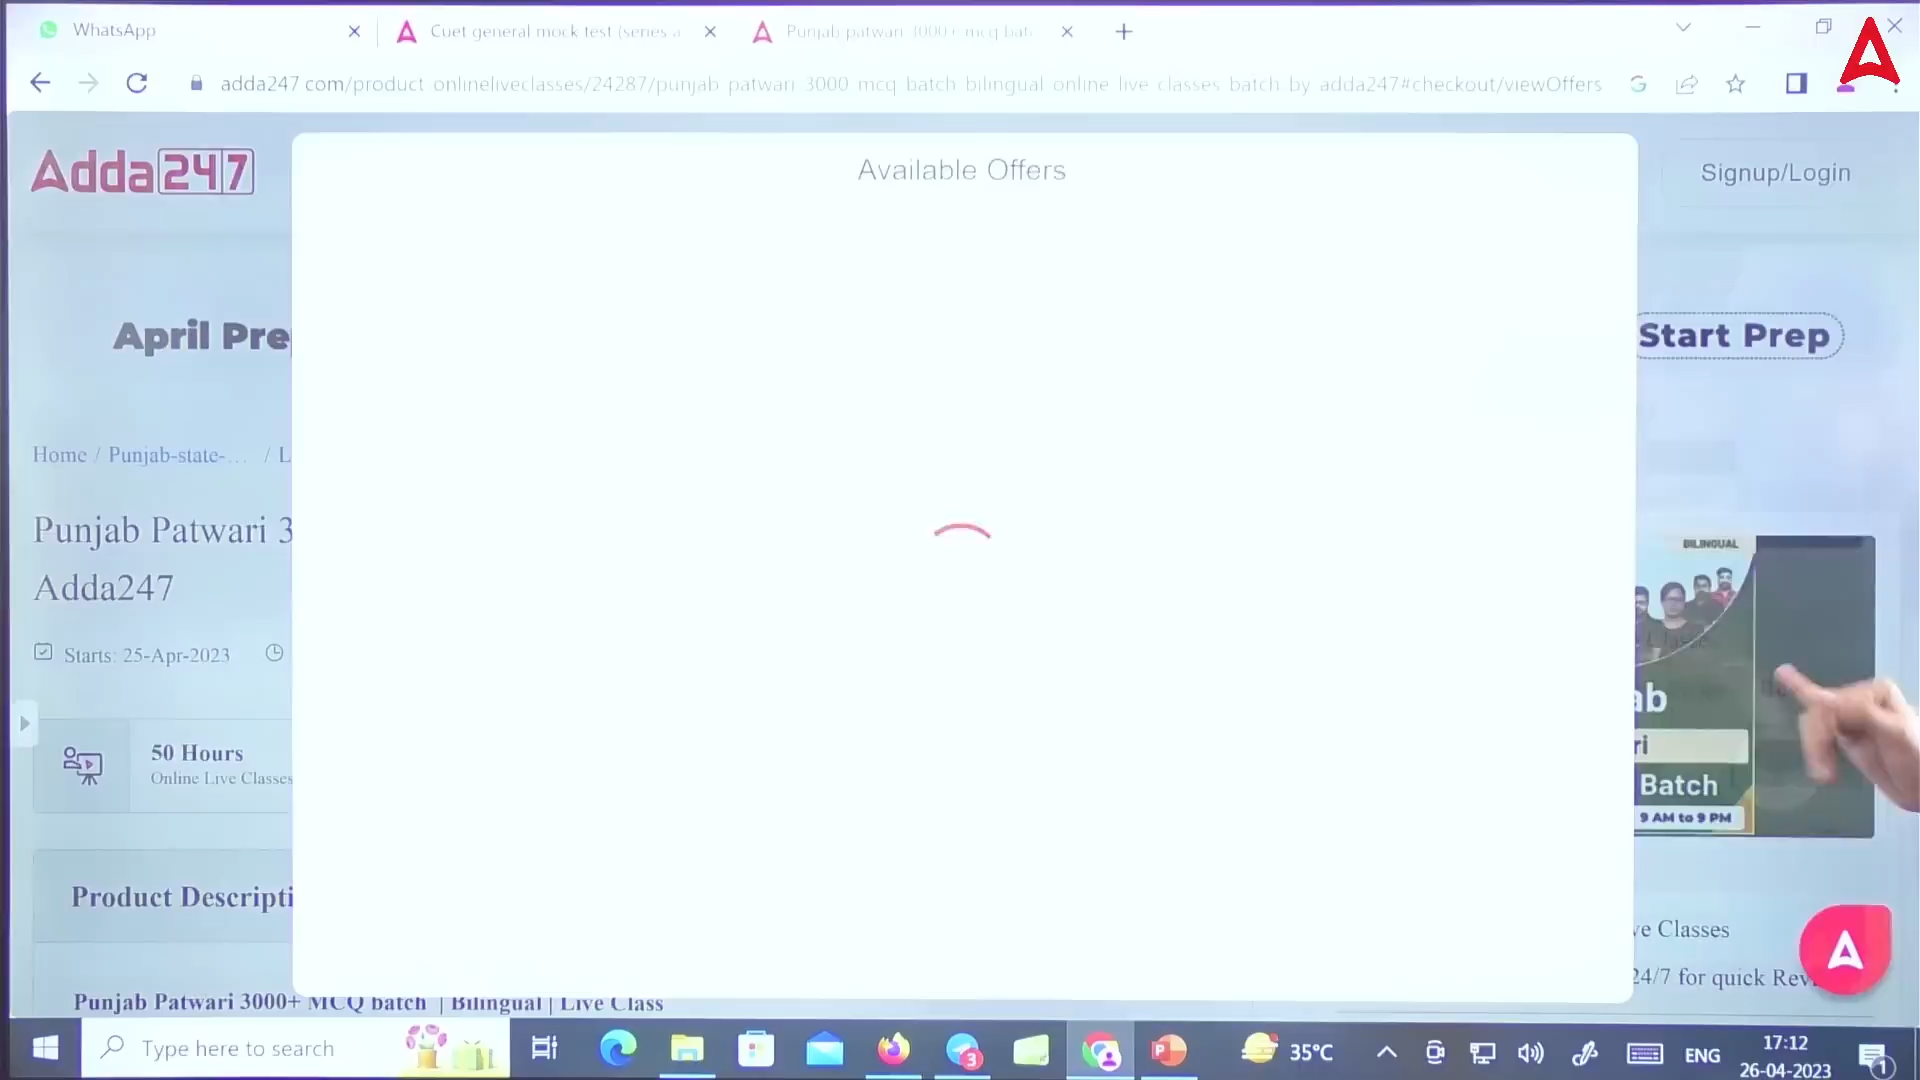 WhatsApp
Cuet general mock test (series a
Punjab patwari 3000+ mcq bat
adda247 com/product onlineliveclasses/24287/punjab patwari 3000 mcq batch bilingual online live classes batch by adda247#checkout/viewOffers
Adda247
Available Offers
Signup/Login
April Pre
Start Prep
Home / Punjab-state-... / L
Punjab Patwari 3
Adda247
Starts: 25-Apr-2023
50 Hours
Online Live Classes
BILINGUAL
ab
ri
Batch
9 AM to 9 PM
Product Descripti
ve Classes
24/7 for quick Rev
Punjab Patwari 3000+ MCQ batch | Bilingual | Live Class
Type here to search
3
35°C
ENG
17:12
26-04-2023
1